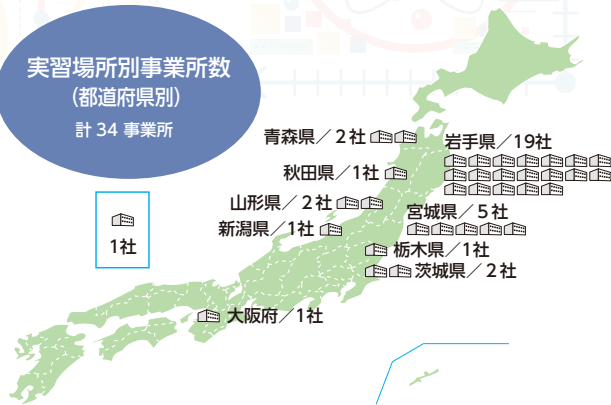 実習場所別事業所数
(都道府県別)
計 34 事業所
青森県／2社
岩手県／19社
秋田県／1社
山形県／2社
宮城県／5社
新潟県／1社
1社
栃木県／1社
茨城県／2社
大阪府／1社